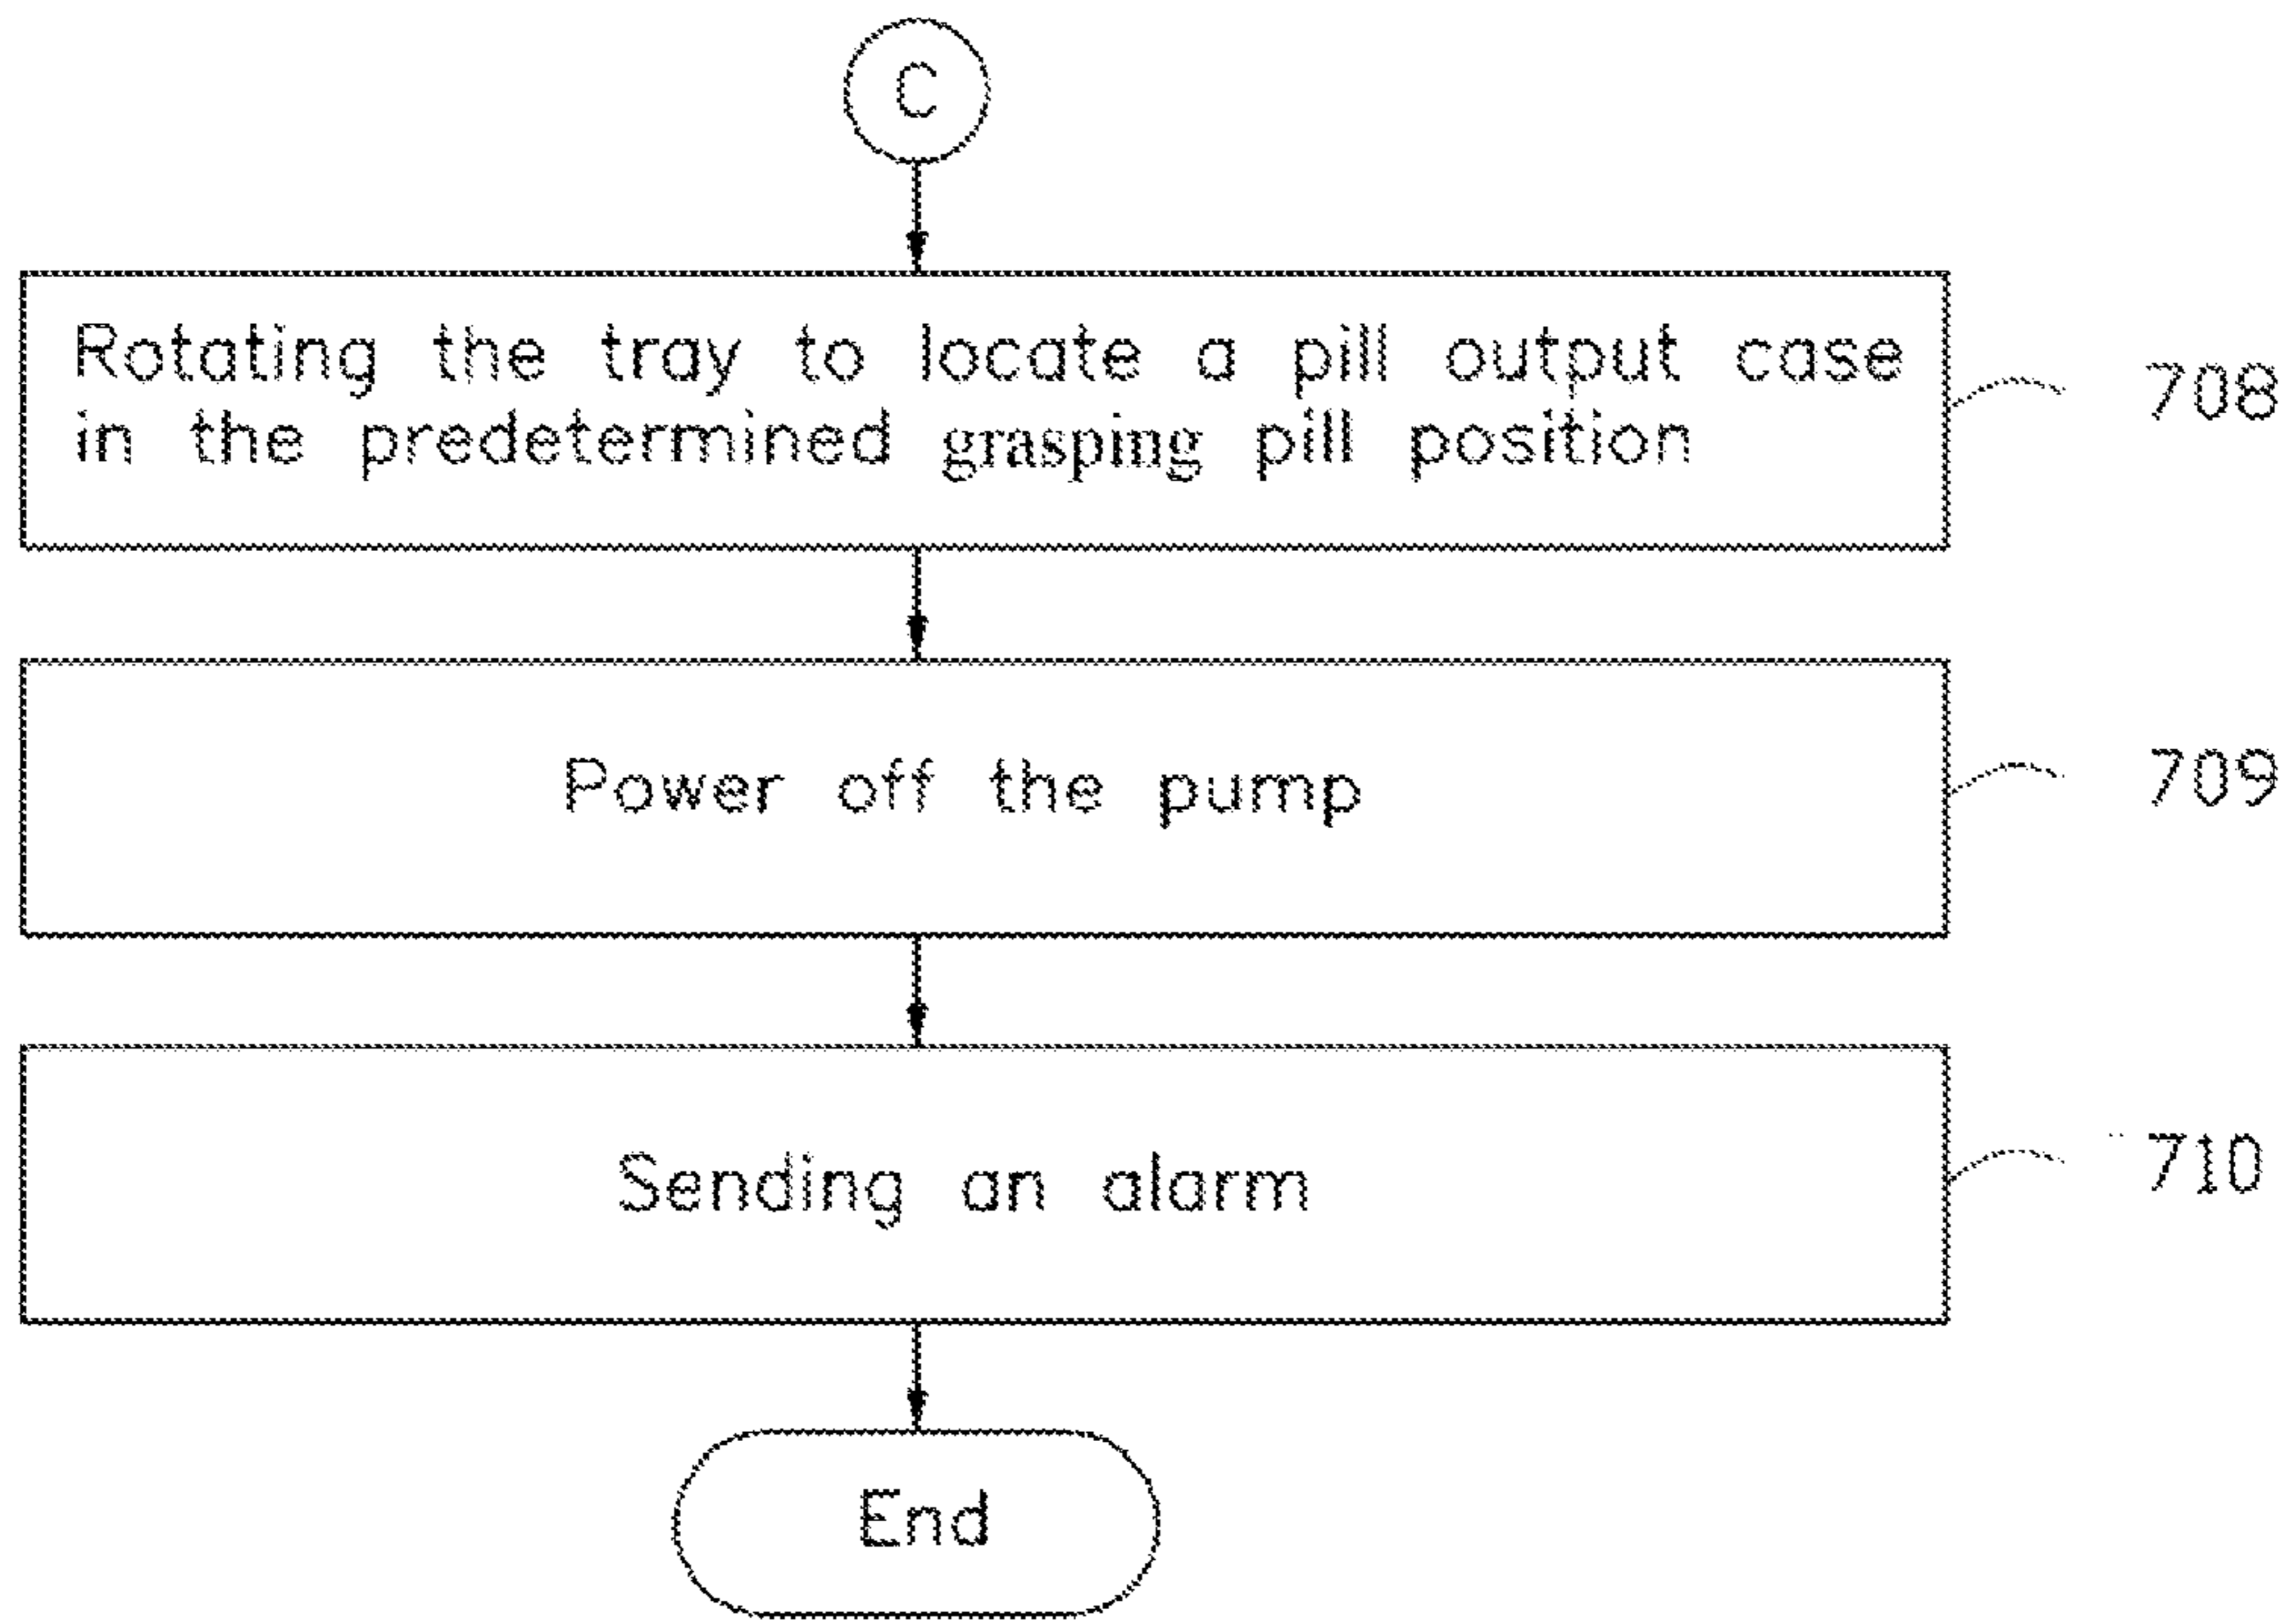 C
Rotating the tray to locate a pill output case
in the predetermined grasping pill position
708
Power off the pump
709
Sending an alarm
710
End